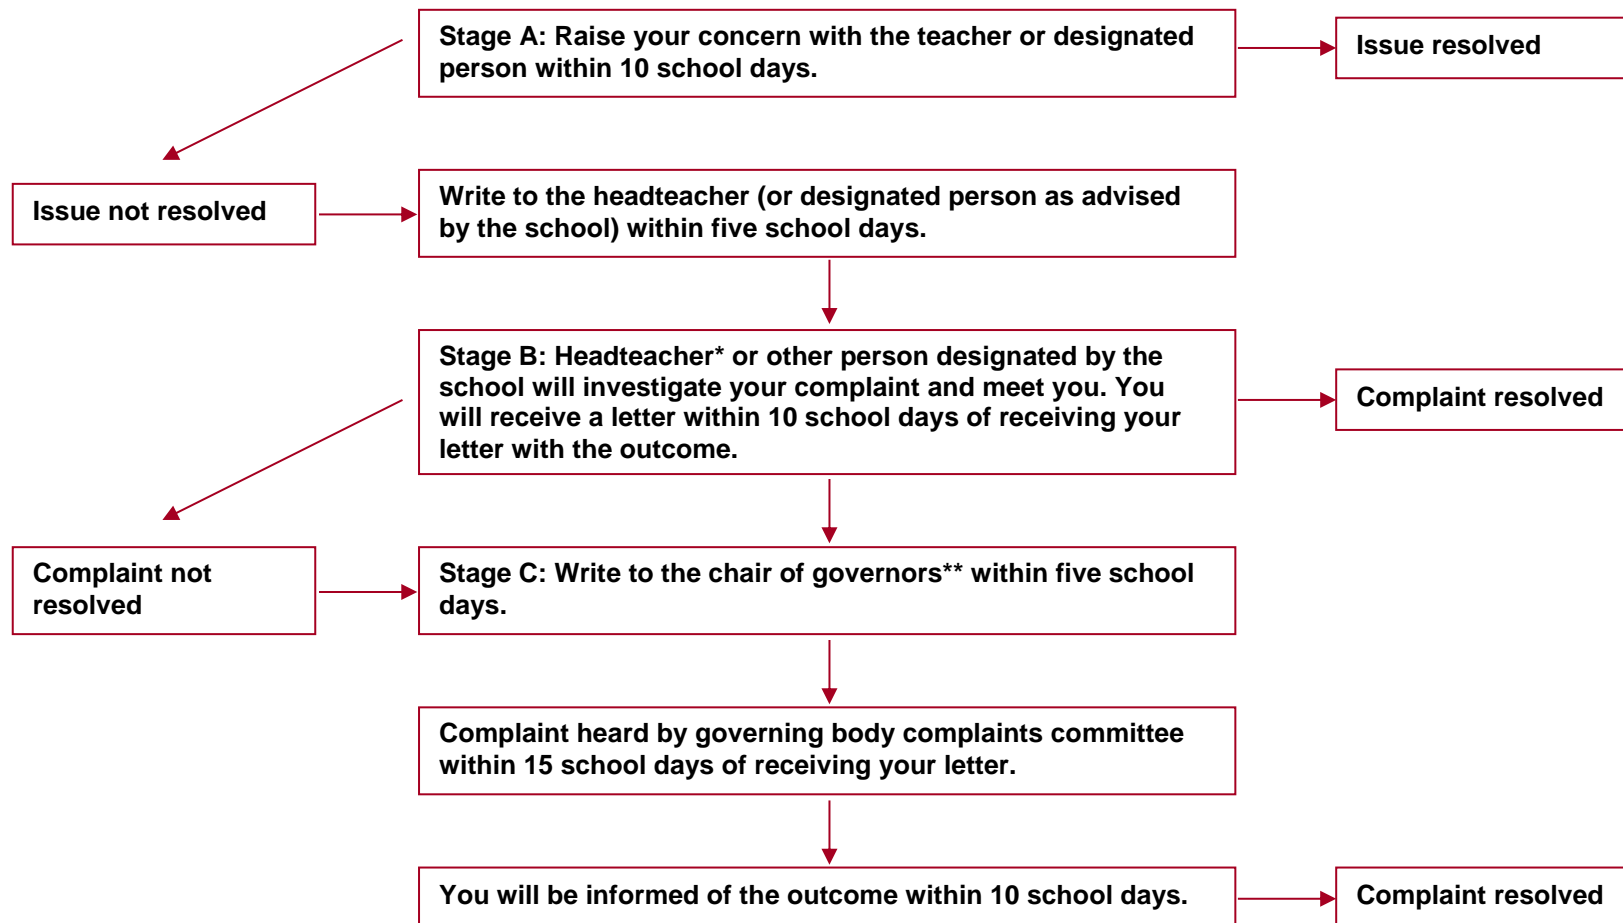 Stage A: Raise your concern with the teacher or designated
person within 10 school days.
Issue resolved
Issue not resolved
Write to the headteacher (or designated person as advised
by the school) within five school days.
Stage B: Headteacher* or other person designated by the
school will investigate your complaint and meet you. You
will receive a letter within 10 school days of receiving your
letter with the outcome.
Complaint resolved
Complaint not
resolved
Stage C: Write to the chair of governors** within five school
days.
Complaint heard by governing body complaints committee
within 15 school days of receiving your letter.
You will be informed of the outcome within 10 school days.
Complaint resolved